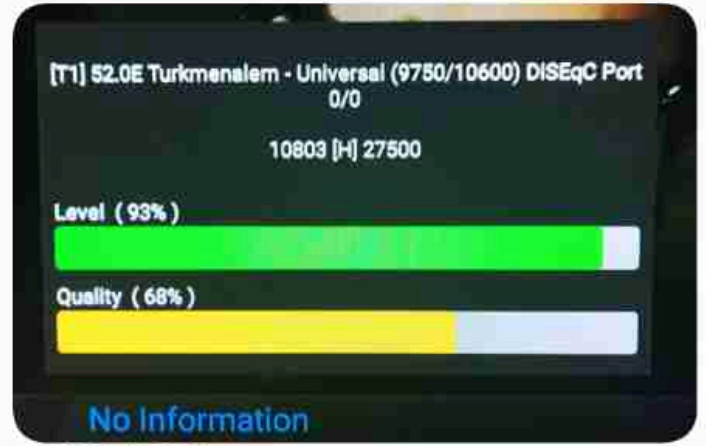 [T1] 52.0E Turkmenalem - Universal (9750/10600) DISEqC Port
0/0
10803 [H] 27500
Level ( 93% )
Quality ( 68% )
No Information